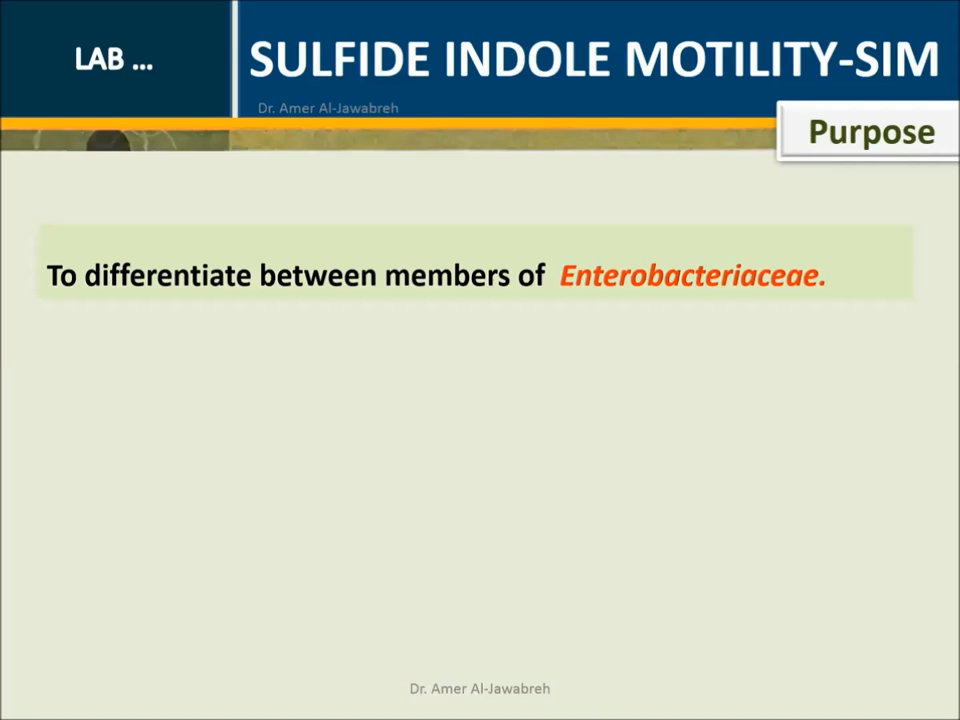 LAB ...
SULFIDE INDOLE MOTILITY-SIM
Dr. Amer Al-Jawabreh
Purpose
To differentiate between members of Enterobacteriaceae.
Dr. Amer Al-Jawabreh